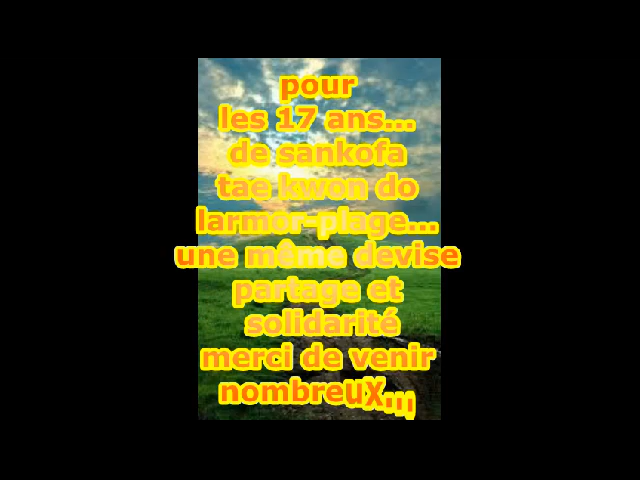 pour
les 17 ans...
de sankofa
tae kwon do
larmor-plage...
une même devise
partage et
solidarité
merci de venir
nombreux...